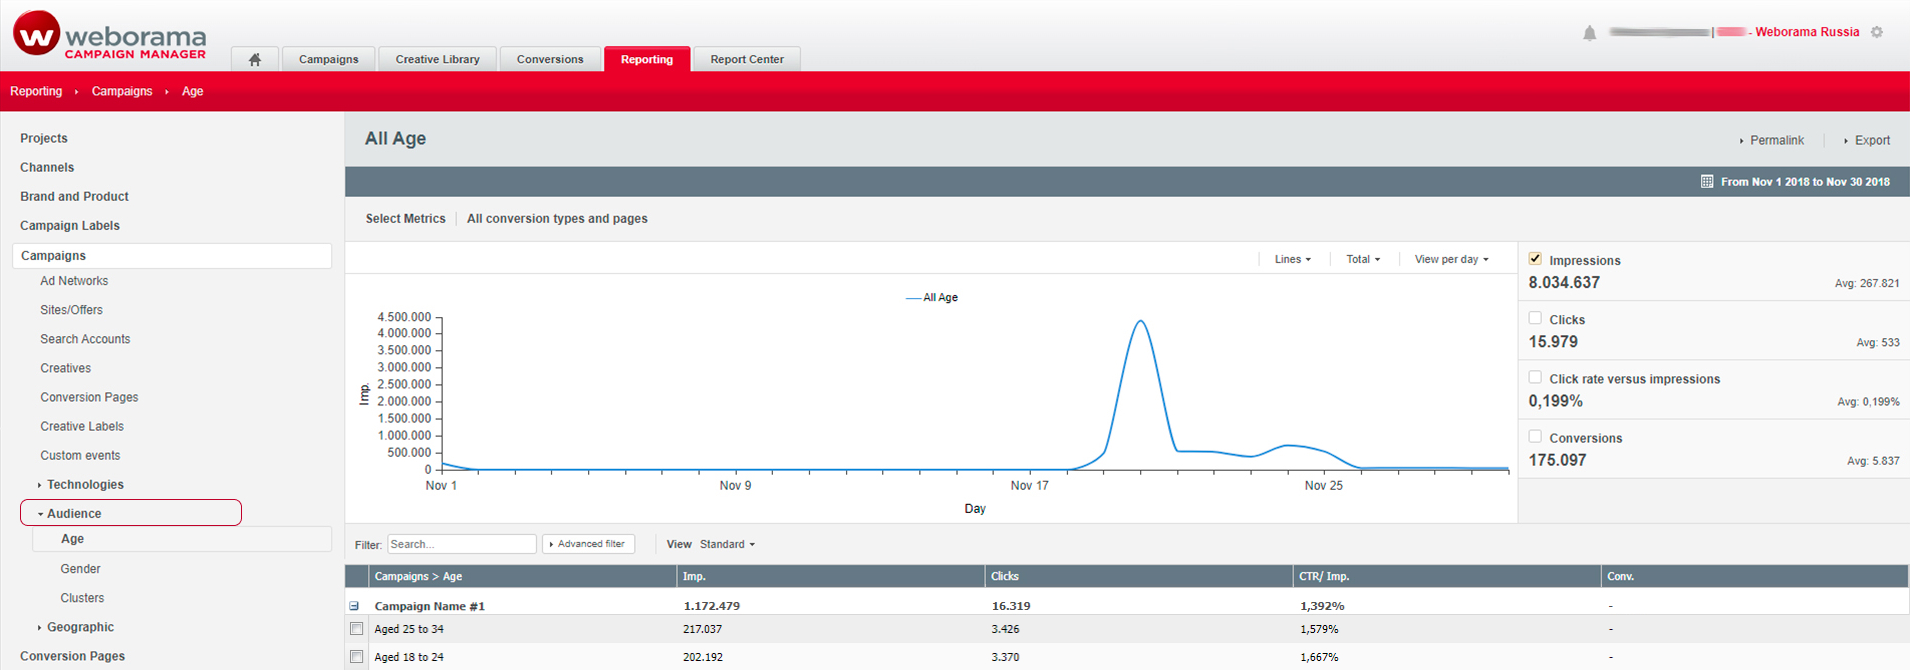 weborama
CAMPAIGN MANAGER
Campaigns
Creative Library
Conversions
Reporting
Report Center
- Weborama Russia
Reporting Campaigns Age
Projects
Channels
Brand and Product
Campaign Labels
Campaigns
Ad Networks
Sites/Offers
Search Accounts
Creatives
Conversion Pages
Creative Labels
Custom events
Technologies
Audience
Age
Gender
Clusters
Geographic
Conversion Pages
All Age
Permalink
Export
From Nov 1 2018 to Nov 30 2018
Select Metrics
All conversion types and pages
Lines
Total
View per day
All Age
4.500.000
4.000.000
3.500.000
3.000.000
2.500.000
2.000.000
1.500.000
1.000.000
500.000
0
Imp.
Nov 1
Nov 9
Nov 17
Nov 25
Day
Impressions
8.034.637 Avg: 267.821
Clicks
15.979 Avg: 533
Click rate versus impressions
0,199% Avg: 0,199%
Conversions
175.097 Avg: 5.837
Filter: Search... Advanced filter View Standard
Campaigns > Age Imp. Clicks CTR/ Imp. Conv.
Campaign Name #1 1.172.479 16.319 1,392% -
Aged 25 to 34 217.037 3.426 1,579% -
Aged 18 to 24 202.192 3.370 1,667% -